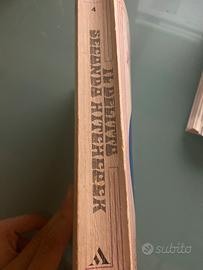 4
IL DELITTO
SECONDO HITCHCOCK
subito